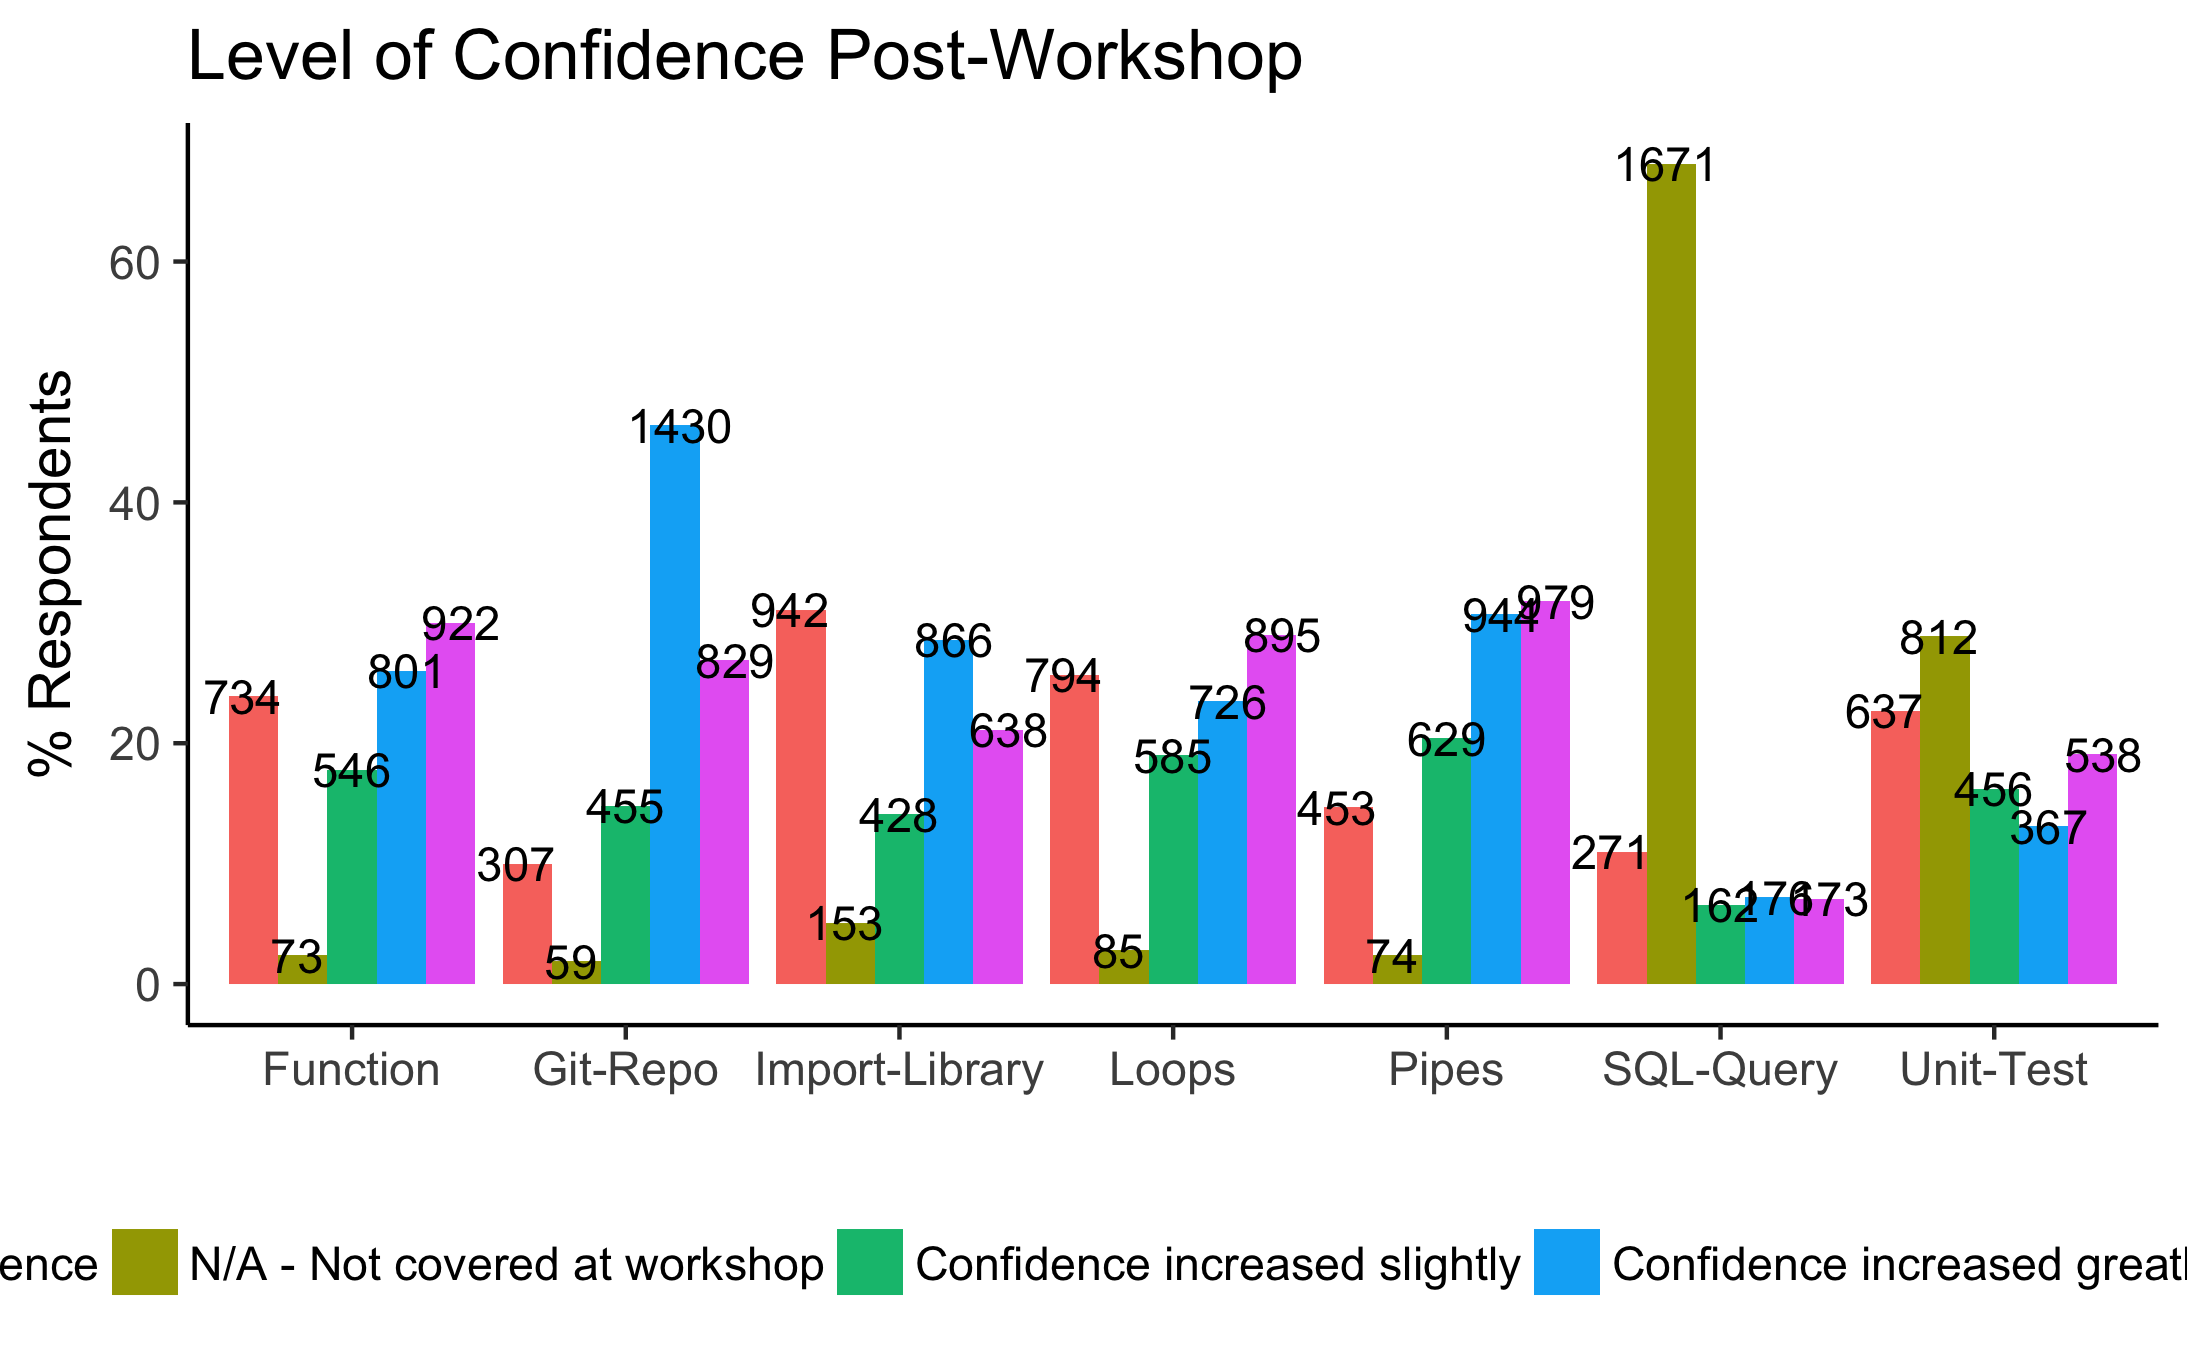 Level of Confidence Post-Workshop
% Respondents
60
40
20
0
734 73 546 801 922
307 59 455 1430 829
942 153 428 866 638
794 85 585 726 895
453 74 629 944 979
271 1671 162 176 173
637 812 456 367 538
Function Git-Repo Import-Library Loops Pipes SQL-Query Unit-Test
ence N/A - Not covered at workshop Confidence increased slightly Confidence increased greatl